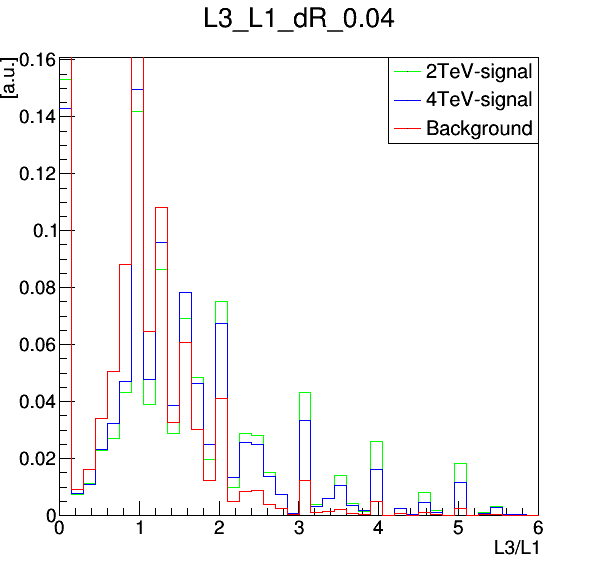 L3_L1_dR_0.04
[a.u.]
0.16
0.14
0.12
0.1
0.08
0.06
0.04
0.02
0
2TeV-signal
4TeV-signal
Background
0 1 2 3 4 5 6
L3/L1